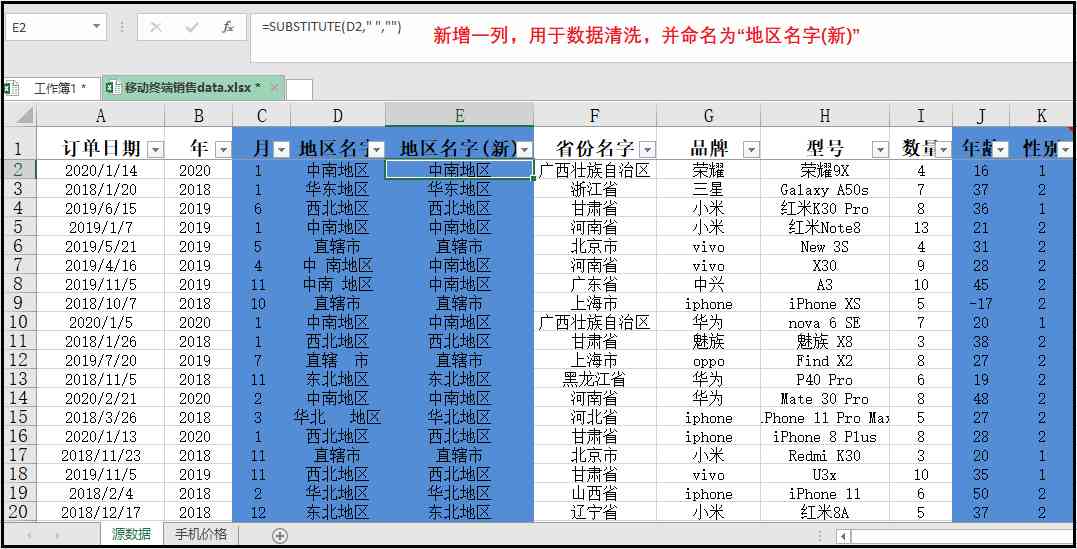 E2 fx =SUBSTITUTE(D2," ","")
新增一列，用于数据清洗，并命名为“地区名字(新)”
工作簿1 * 移动终端销售data.xlsx * ×
A B C D E F G H I J K
1 订单日期 年 月 地区名字 地区名字(新) 省份名字 品牌 型号 数量 年龄 性别
2 2020/1/14 2020 1 中南地区 中南地区 广西壮族自治区 荣耀 荣耀9X 4 16 1
3 2018/1/20 2018 1 华东地区 华东地区 浙江省 三星 Galaxy A50s 7 37 2
4 2019/6/15 2019 6 西北地区 西北地区 甘肃省 小米 红米K30 Pro 8 36 1
5 2019/1/7 2019 1 中南地区 中南地区 河南省 小米 红米Note8 13 21 2
6 2019/5/21 2019 5 直辖市 直辖市 北京市 vivo New 3S 4 31 2
7 2019/4/16 2019 4 中 南地区 中南地区 河南省 vivo X30 9 28 2
8 2019/11/5 2019 11 中南 地区 中南地区 广东省 中兴 A3 10 45 2
9 2018/10/7 2018 10 直辖市 直辖市 上海市 iphone iPhone XS 5 -17 2
10 2020/1/5 2020 1 中南地区 中南地区 广西壮族自治区 华为 nova 6 SE 7 20 1
11 2018/1/26 2018 1 西北地区 西北地区 甘肃省 魅族 魅族 X8 3 38 2
12 2019/7/20 2019 7 直辖  市 直辖市 上海市 oppo Find X2 8 27 2
13 2018/11/5 2018 11 东北地区 东北地区 黑龙江省 华为 P40 Pro 6 19 2
14 2020/2/21 2020 2 中南地区 中南地区 河南省 华为 Mate 30 Pro 8 48 2
15 2018/3/26 2018 3 华北   地区 华北地区 河北省 iphone .Phone 11 Pro Max 5 27 2
16 2020/1/13 2020 1 西北地区 西北地区 甘肃省 iphone iPhone 8 Plus 8 28 2
17 2018/11/23 2018 11 直辖市 直辖市 北京市 小米 Redmi K30 3 20 1
18 2019/11/5 2019 11 西北地区 西北地区 甘肃省 vivo U3x 10 35 1
19 2018/2/4 2018 2 华北地区 华北地区 山西省 iphone iPhone 11 6 50 2
20 2018/12/17 2018 12 东北地区 东北地区 辽宁省 小米 红米8A 5 37 2
源数据 手机价格